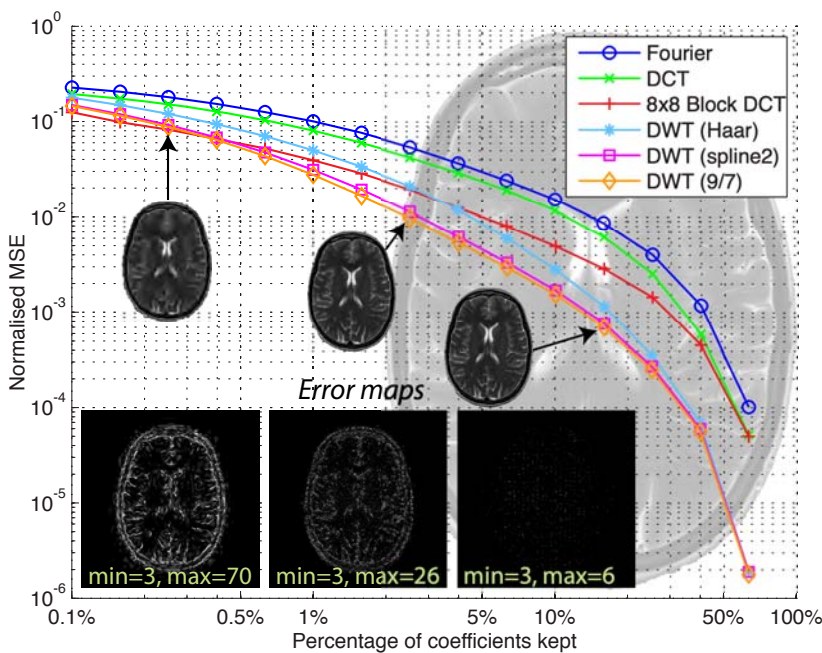 Normalised MSE
10^0
10^-1
10^-2
10^-3
10^-4
10^-5
10^-6
Fourier
DCT
8x8 Block DCT
DWT (Haar)
DWT (spline2)
DWT (9/7)
Error maps
min=3, max=70
min=3, max=26
min=3, max=6
0.1% 0.5% 1% 5% 10% 50% 100%
Percentage of coefficients kept